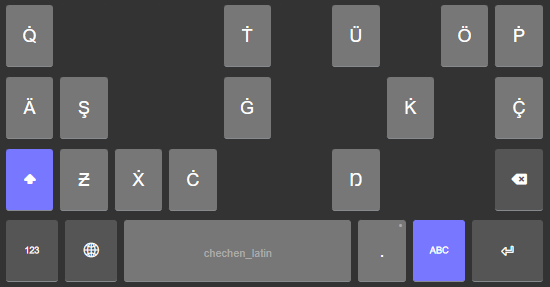 Q̇ Ṫ Ü Ö Ṗ
Ä Ş Ġ K̇ Ç̇
Ƶ Ẋ Ċ Ŋ
123 chechen_latin . ABC